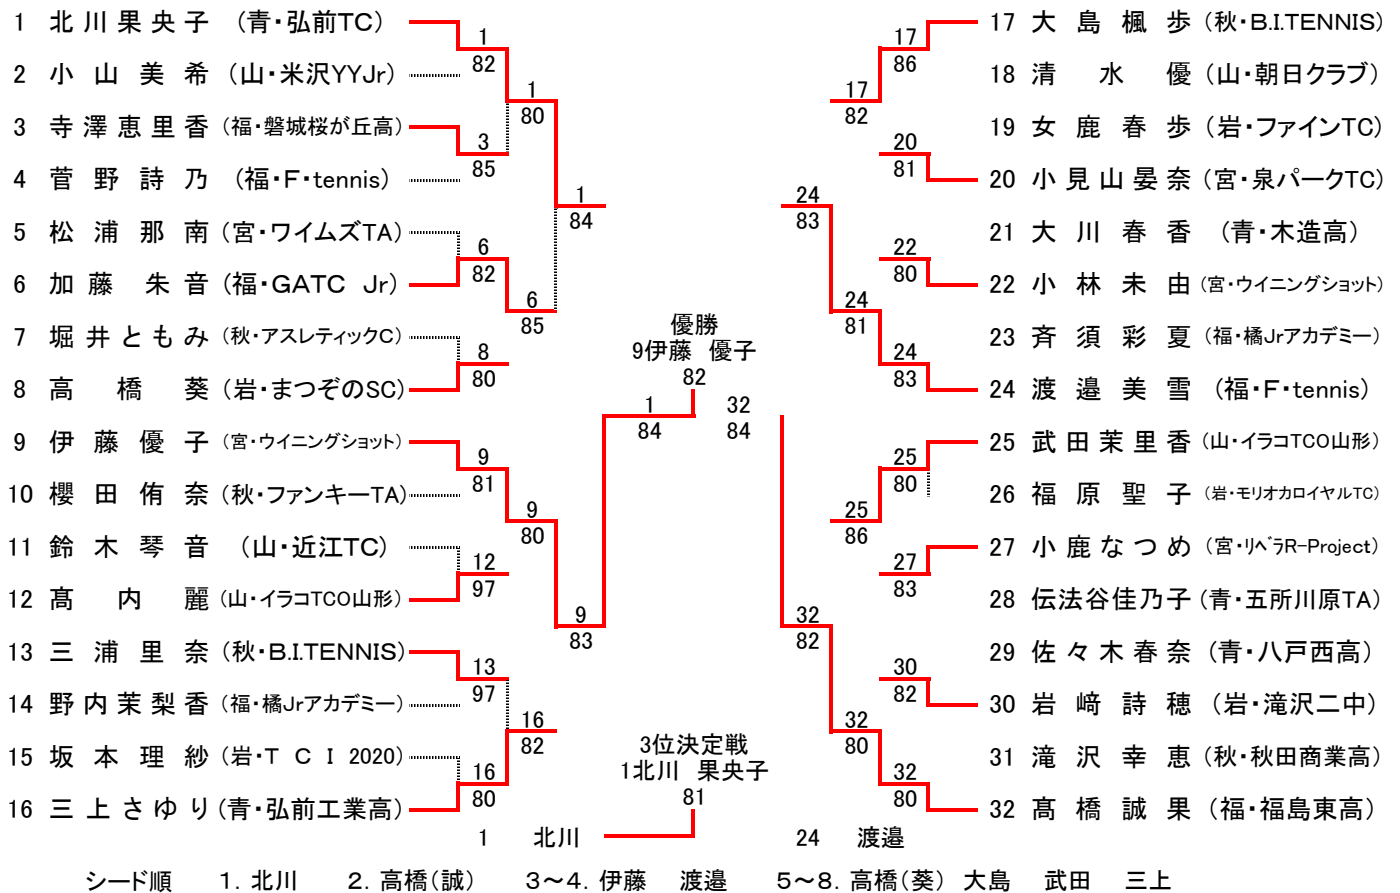 1 北川果央子 (青・弘前TC)
2 小山美希 (山・米沢YYJr)
3 寺澤恵里香 (福・磐城桜が丘高)
4 菅野詩乃 (福・F・tennis)
5 松浦那南 (宮・ワイムズTA)
6 加藤朱音 (福・GATC Jr)
7 堀井ともみ (秋・アスレティックC)
8 高橋葵 (岩・まつぞのSC)
9 伊藤優子 (宮・ウイニングショット)
10 櫻田侑奈 (秋・ファンキーTA)
11 鈴木琴音 (山・近江TC)
12 髙内麗 (山・イラコTCO山形)
13 三浦里奈 (秋・B.I.TENNIS)
14 野内茉梨香 (福・橘Jrアカデミー)
15 坂本理紗 (岩・T C I 2020)
16 三上さゆり (青・弘前工業高)
1
82
3
85
6
82
8
80
9
81
12
97
13
97
16
80
1
80
6
85
9
80
16
82
1
84
9
83
優勝
9伊藤 優子
82
1
84
32
84
3位決定戦
1北川 果央子
81
1 北川
24 渡邉
24
83
32
82
17
82
24
81
25
86
32
80
17
86
20
81
22
80
24
83
25
80
27
83
30
82
32
80
17 大島楓歩 (秋・B.I.TENNIS)
18 清水優 (山・朝日クラブ)
19 女鹿春歩 (岩・ファインTC)
20 小見山晏奈 (宮・泉パークTC)
21 大川春香 (青・木造高)
22 小林未由 (宮・ウイニングショット)
23 斉須彩夏 (福・橘Jrアカデミー)
24 渡邉美雪 (福・F・tennis)
25 武田茉里香 (山・イラコTCO山形)
26 福原聖子 (岩・モリオカロイヤルTC)
27 小鹿なつめ (宮・リベラR-Project)
28 伝法谷佳乃子 (青・五所川原TA)
29 佐々木春奈 (青・八戸西高)
30 岩﨑詩穂 (岩・滝沢二中)
31 滝沢幸恵 (秋・秋田商業高)
32 髙橋誠果 (福・福島東高)
シード順 1. 北川 2. 高橋(誠) 3～4. 伊藤 渡邉 5～8. 高橋(葵) 大島 武田 三上